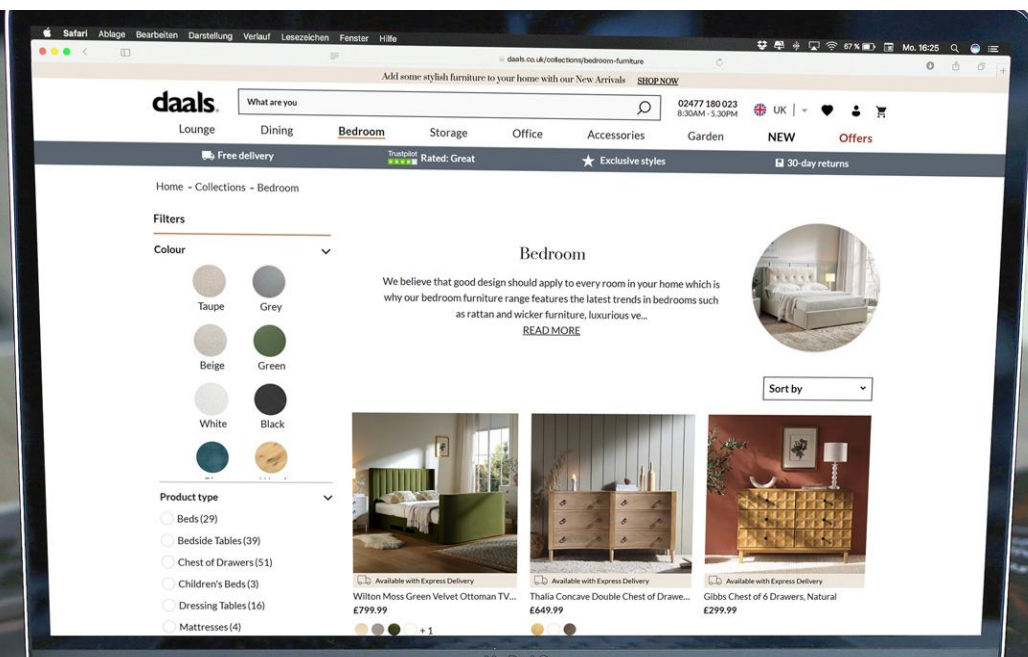 Safari Ablage Bearbeiten Darstellung Verlauf Lesezeichen Fenster Hilfe 67% Mo. 16:25
daals.co.uk/collections/bedroom-furniture
Add some stylish furniture to your home with our New Arrivals SHOP NOW
daals. What are you 02477 180 023 UK
8:30AM - 5.30PM
Lounge Dining Bedroom Storage Office Accessories Garden NEW Offers
Free delivery Trustpilot Rated: Great Exclusive styles 30-day returns
Home - Collections - Bedroom
Filters
Colour
Taupe Grey
Beige Green
White Black
Product type
Beds (29)
Bedside Tables (39)
Chest of Drawers (51)
Children's Beds (3)
Dressing Tables (16)
Mattresses (4)
Bedroom
We believe that good design should apply to every room in your home which is
why our bedroom furniture range features the latest trends in bedrooms such
as rattan and wicker furniture, luxurious ve...
READ MORE
Sort by
Available with Express Delivery
Wilton Moss Green Velvet Ottoman TV...
£799.99
+ 1
Available with Express Delivery
Thalia Concave Double Chest of Drawe...
£649.99
Available with Express Delivery
Gibbs Chest of 6 Drawers, Natural
£299.99